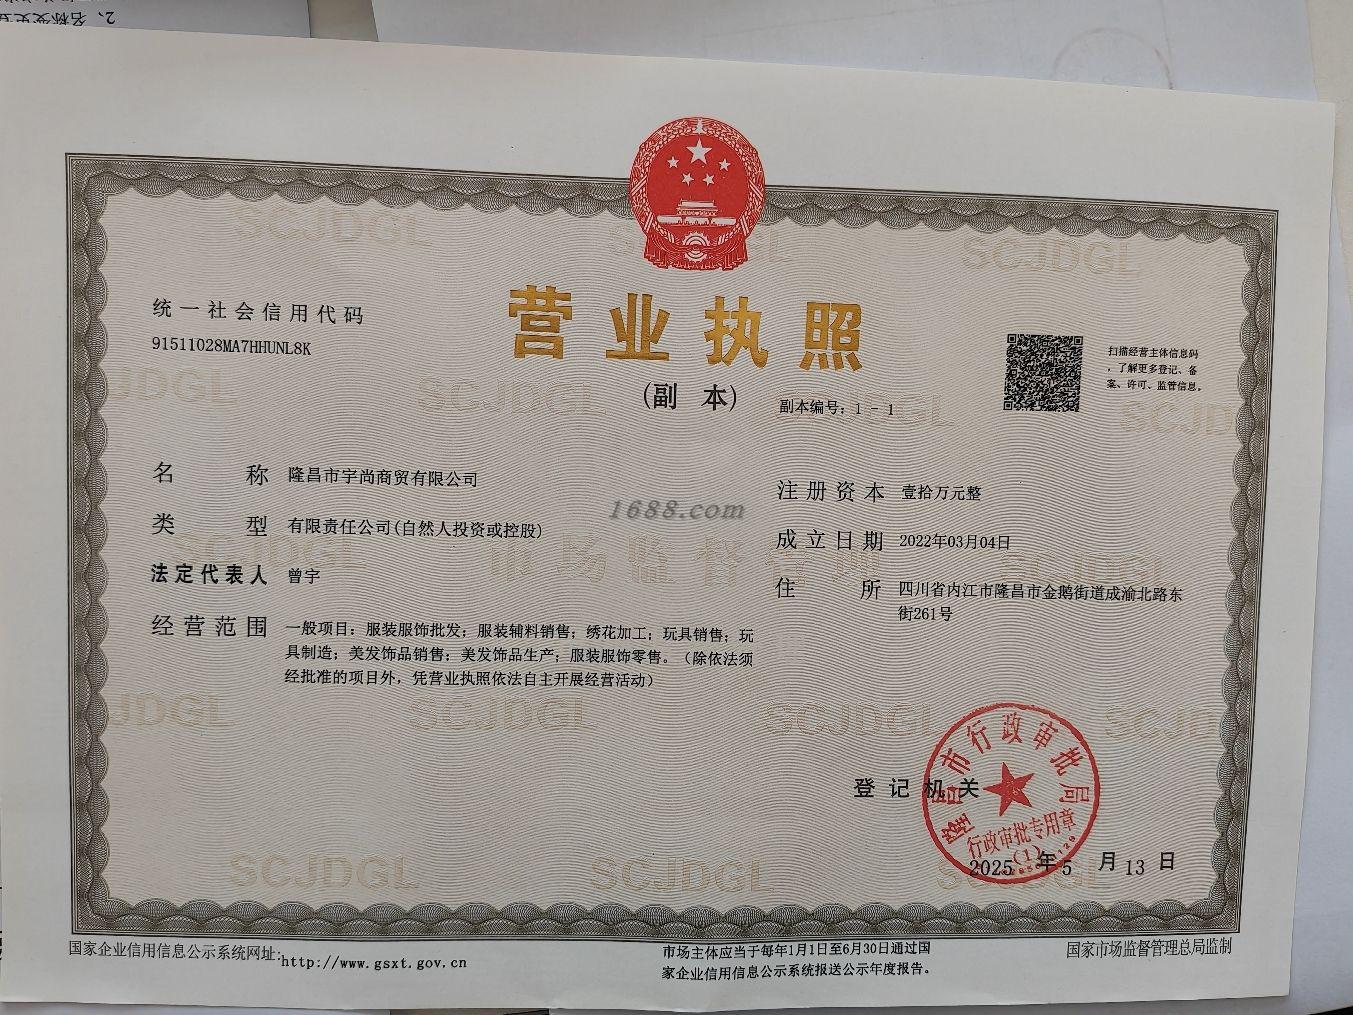 2、名称变更
营业执照
(副 本)
副本编号：1 - 1
统一社会信用代码
91511028MA7HHUNL8K
扫描经营主体信息码
，了解更多登记、备
案、许可、监管信息。
名 称 隆昌市宇尚商贸有限公司
类 型 有限责任公司(自然人投资或控股)
法定代表人 曾宇
经营范围 一般项目：服装服饰批发；服装辅料销售；绣花加工；玩具销售；玩
具制造；美发饰品销售；美发饰品生产；服装服饰零售。（除依法须
经批准的项目外，凭营业执照依法自主开展经营活动）
注册资本 壹拾万元整
成立日期 2022年03月04日
住 所 四川省内江市隆昌市金鹅街道成渝北路东
街261号
1688.com
SCJDGL
市场监督管理
登记机关
隆昌市行政审批局
行政审批专用章
(1)
2025 年 5 月 13 日
国家企业信用信息公示系统网址:http://www.gsxt.gov.cn
市场主体应当于每年1月1日至6月30日通过国
家企业信用信息公示系统报送公示年度报告。
国家市场监督管理总局监制